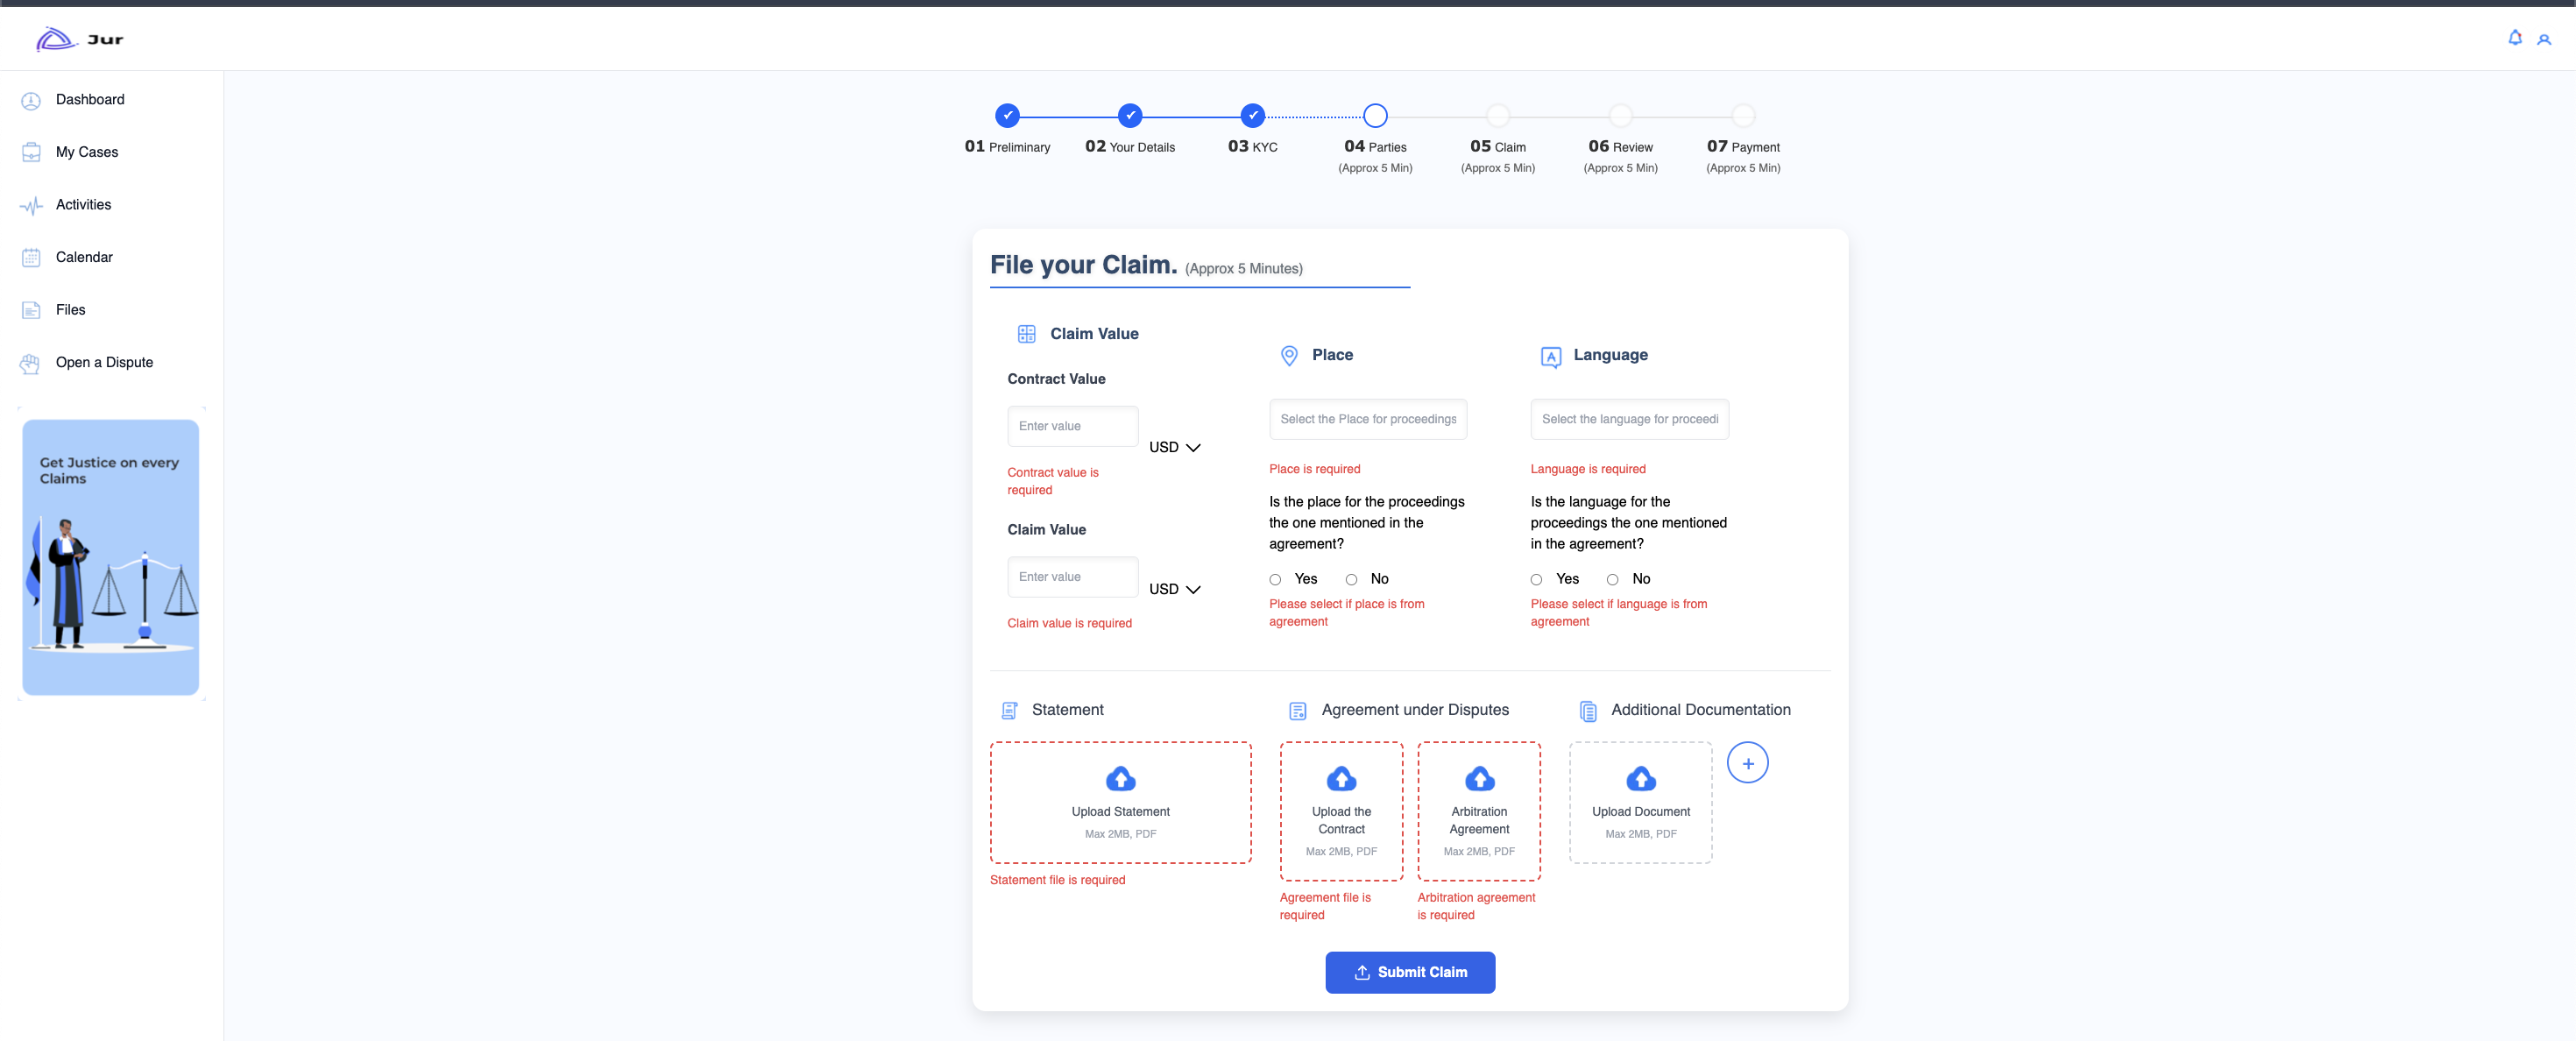 Jur
Dashboard
My Cases
Activities
Calendar
Files
Open a Dispute
Get Justice on every
Claims
01 Preliminary
02 Your Details
03 KYC
04 Parties
(Approx 5 Min)
05 Claim
(Approx 5 Min)
06 Review
(Approx 5 Min)
07 Payment
(Approx 5 Min)
File your Claim. (Approx 5 Minutes)
Claim Value
Contract Value
Enter value
USD
Contract value is
required
Claim Value
Enter value
USD
Claim value is required
Place
Select the Place for proceedings
Place is required
Is the place for the proceedings
the one mentioned in the
agreement?
Yes No
Please select if place is from
agreement
Language
Select the language for proceedi
Language is required
Is the language for the
proceedings the one mentioned
in the agreement?
Yes No
Please select if language is from
agreement
Statement
Upload Statement
Max 2MB, PDF
Statement file is required
Agreement under Disputes
Upload the
Contract
Max 2MB, PDF
Agreement file is
required
Arbitration
Agreement
Max 2MB, PDF
Arbitration agreement
is required
Additional Documentation
Upload Document
Max 2MB, PDF
+
Submit Claim